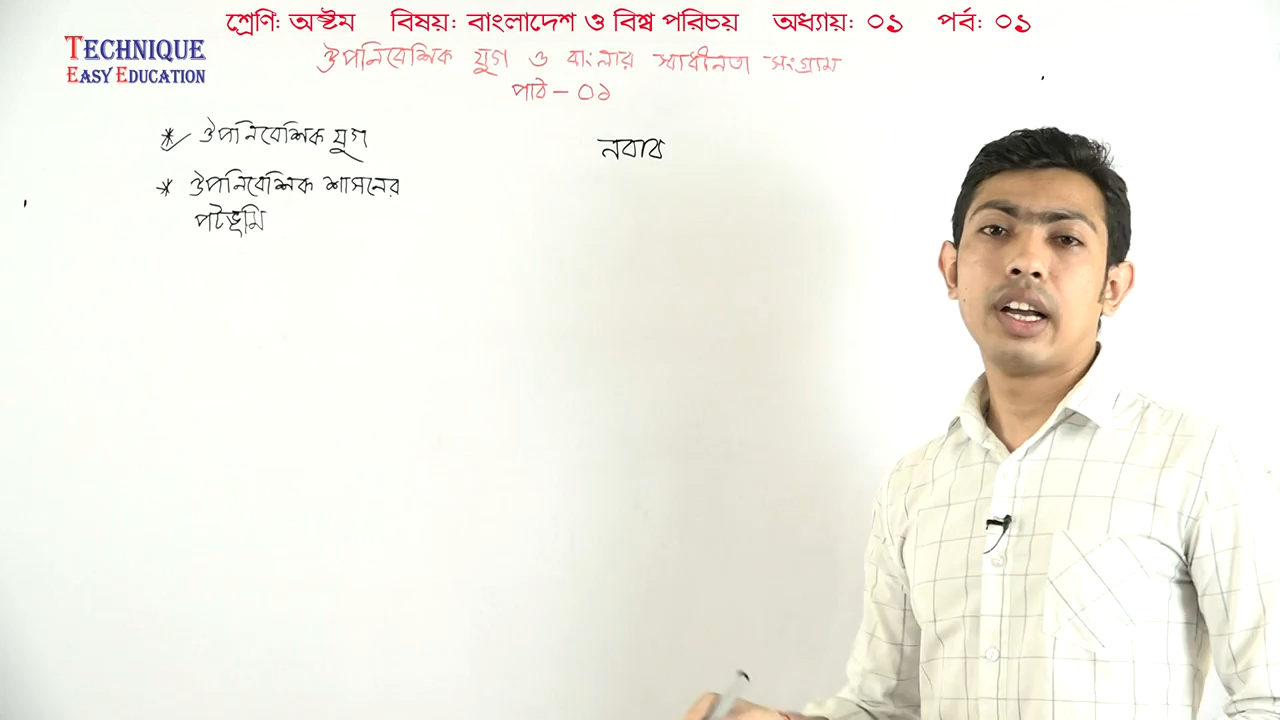 শ্রেণি: অষ্টম বিষয়: বাংলাদেশ ও বিশ্ব পরিচয় অধ্যায়: ০১ পর্ব: ০১
TECHNIQUE
EASY EDUCATION
ঔপনিবেশিক যুগ ও বাংলার স্বাধীনতা সংগ্রাম
পাঠ - ০১
* ঔপনিবেশিক যুগ
নবাব
* ঔপনিবেশিক শাসনের
পটভূমি